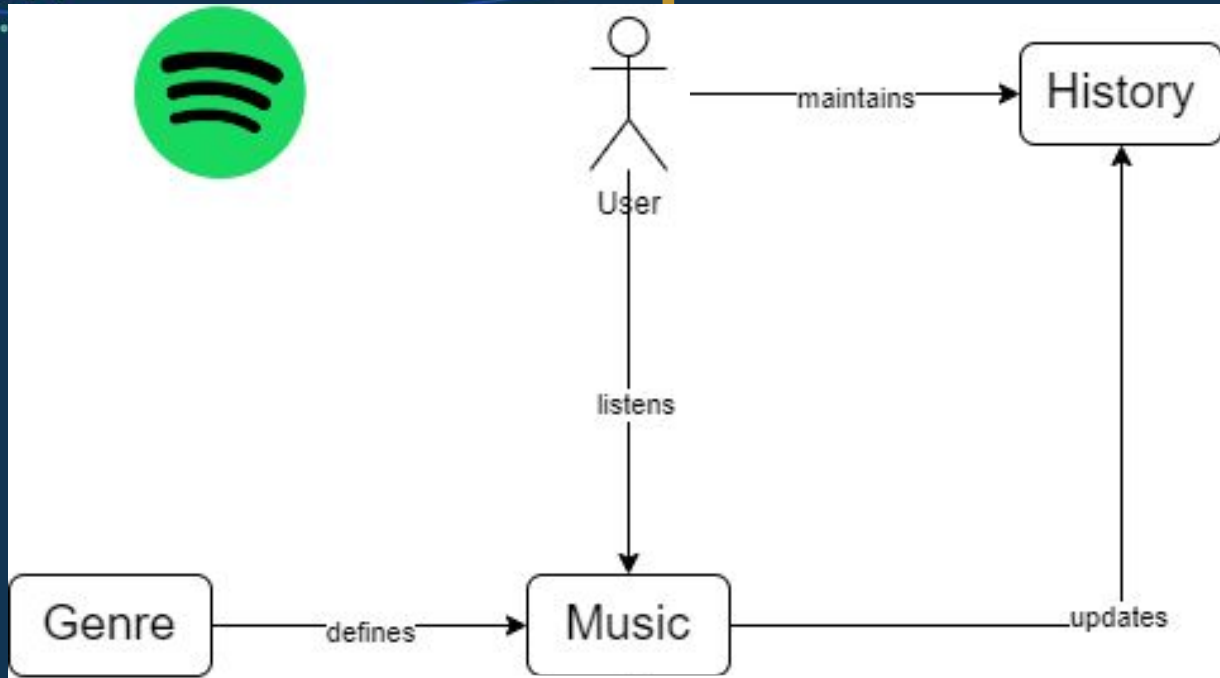 maintains
History
User
listens
Genre
defines
Music
updates